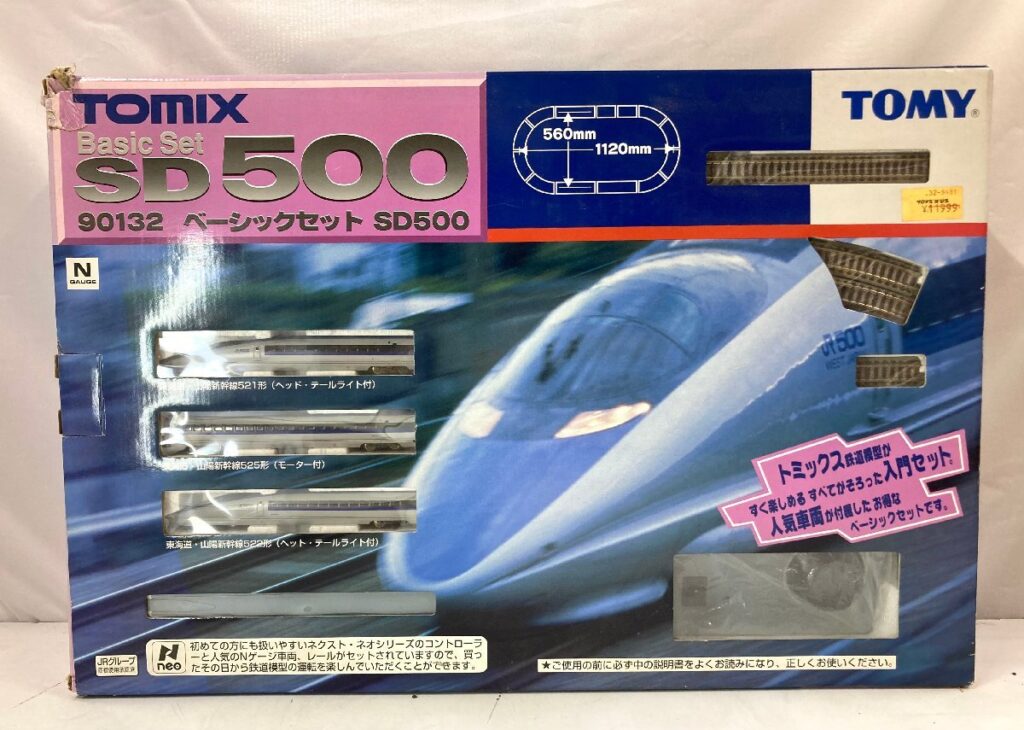 TOMIX
Basic Set
SD500
90132 ベーシックセット SD500
560mm
1120mm
TOMY®
TOYS R US
¥11999
N
GAUGE
JR500
WEST
東海道・山陽新幹線521形(ヘッド・テールライト付)
山陽新幹線525形(モーター付)
東海道・山陽新幹線522形(ヘット・テールライト付)
トミックス鉄道模型が
すぐ楽しめる すべてがそろった入門セット。
人気車両が付属したお得な
ベーシックセットです。
JRグループ
N
neo
初めての方にも扱いやすいネクスト・ネオシリーズのコントローラ
ーと人気のNゲージ車両、レールがセットされていますので、買っ
たその日から鉄道模型の運転を楽しんでいただくことができます。
★ご使用の前に必ず中の説明書をよくお読みになり、正しくお使いください。